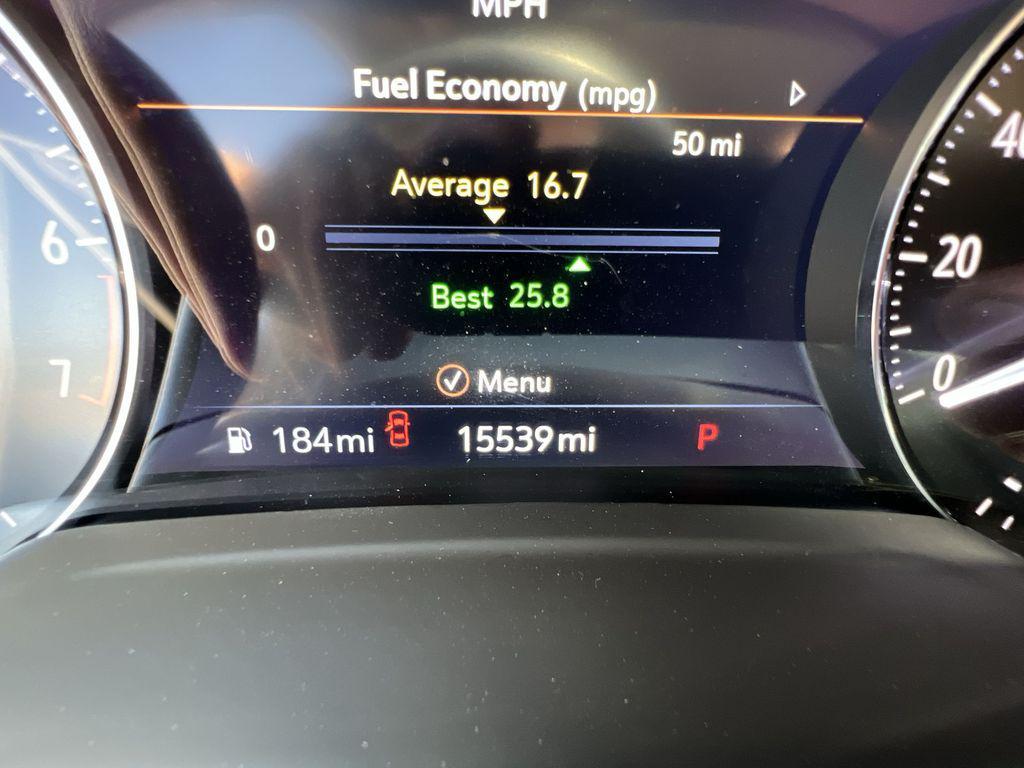 MPH
Fuel Economy (mpg)
50 mi
Average 16.7
0
Best 25.8
Menu
184mi 15539mi P
6
7
40
20
0